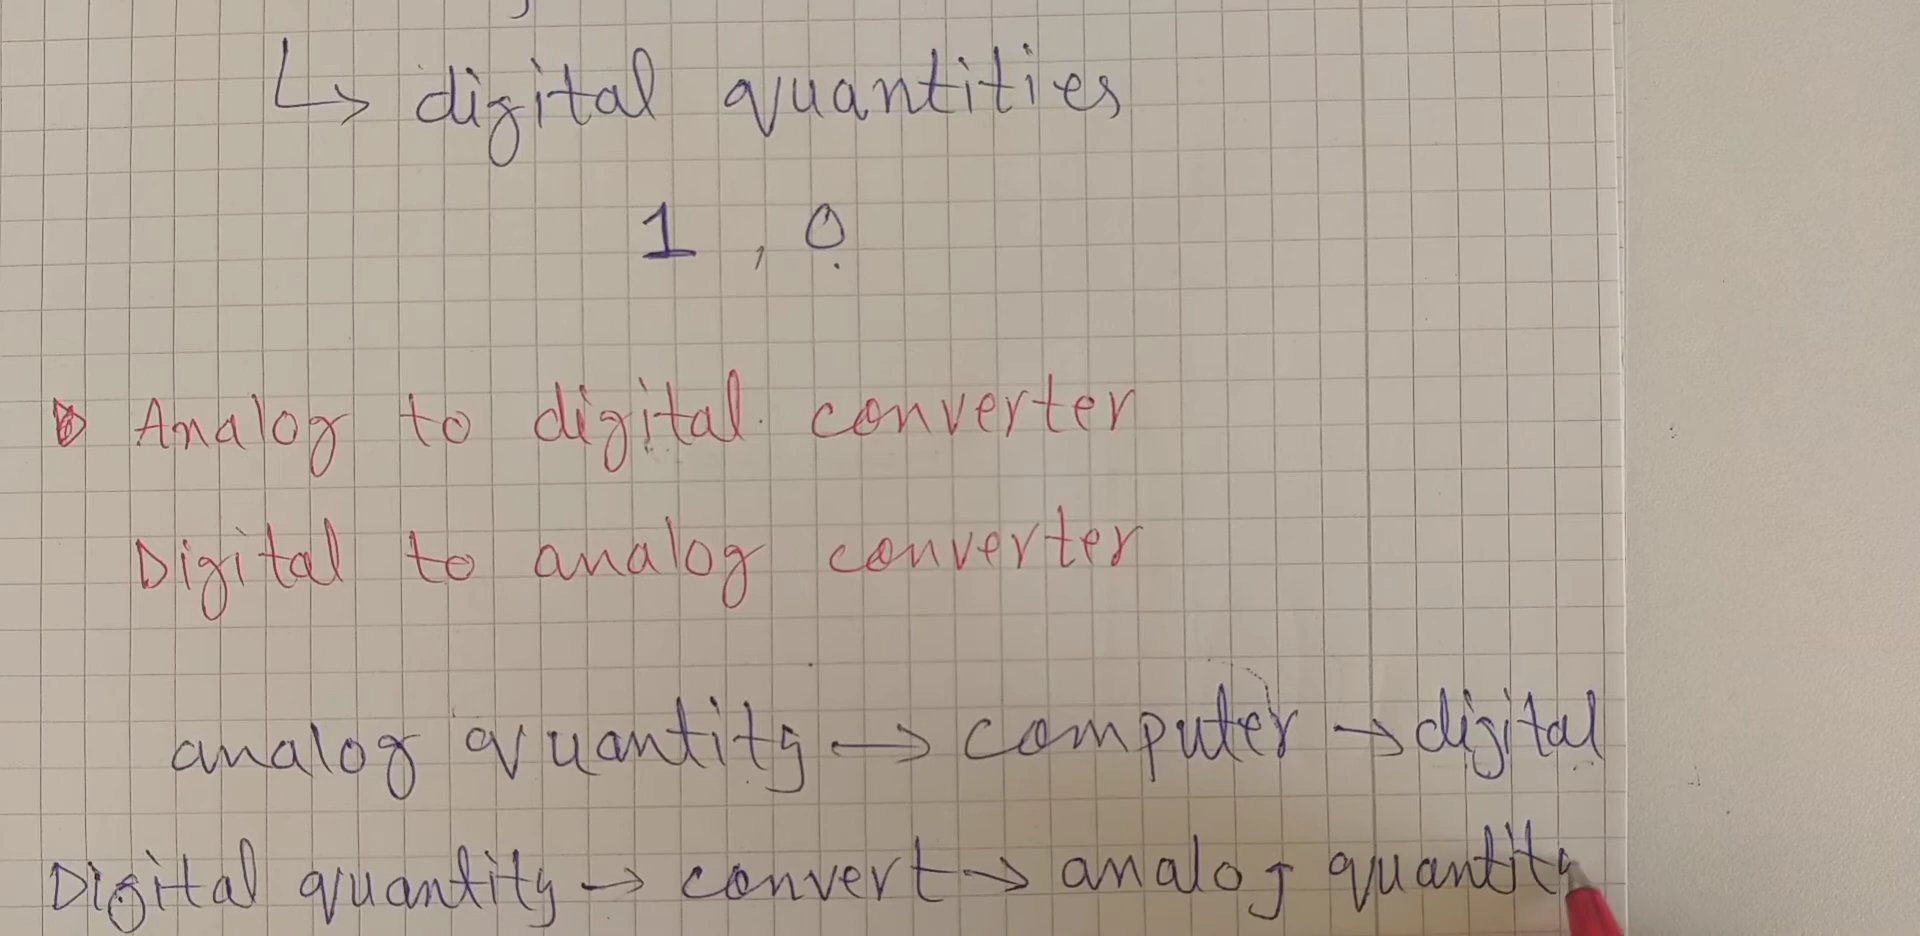 ↳ digital quantities
1 , 0
Analog to digital converter
Digital to analog converter
analog quantity → computer → digital
Digital quantity → convert → analog quantity